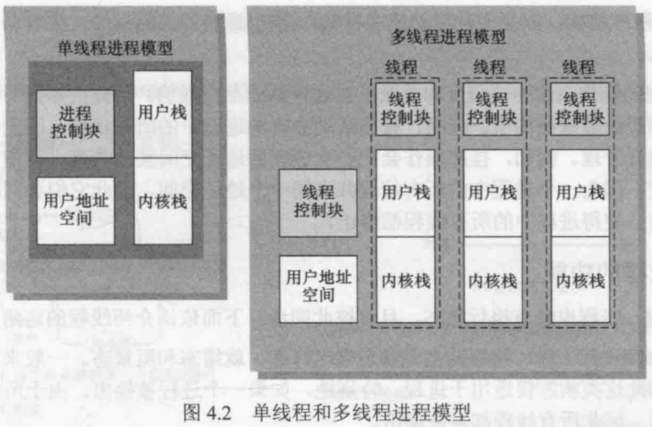 单线程进程模型
进程
控制块
用户栈
用户地址
空间
内核栈
多线程进程模型
线程
线程
线程
线程
控制块
线程
控制块
线程
控制块
线程
控制块
用户栈
用户栈
用户栈
用户地址
空间
内核栈
内核栈
内核栈
图 4.2 单线程和多线程进程模型